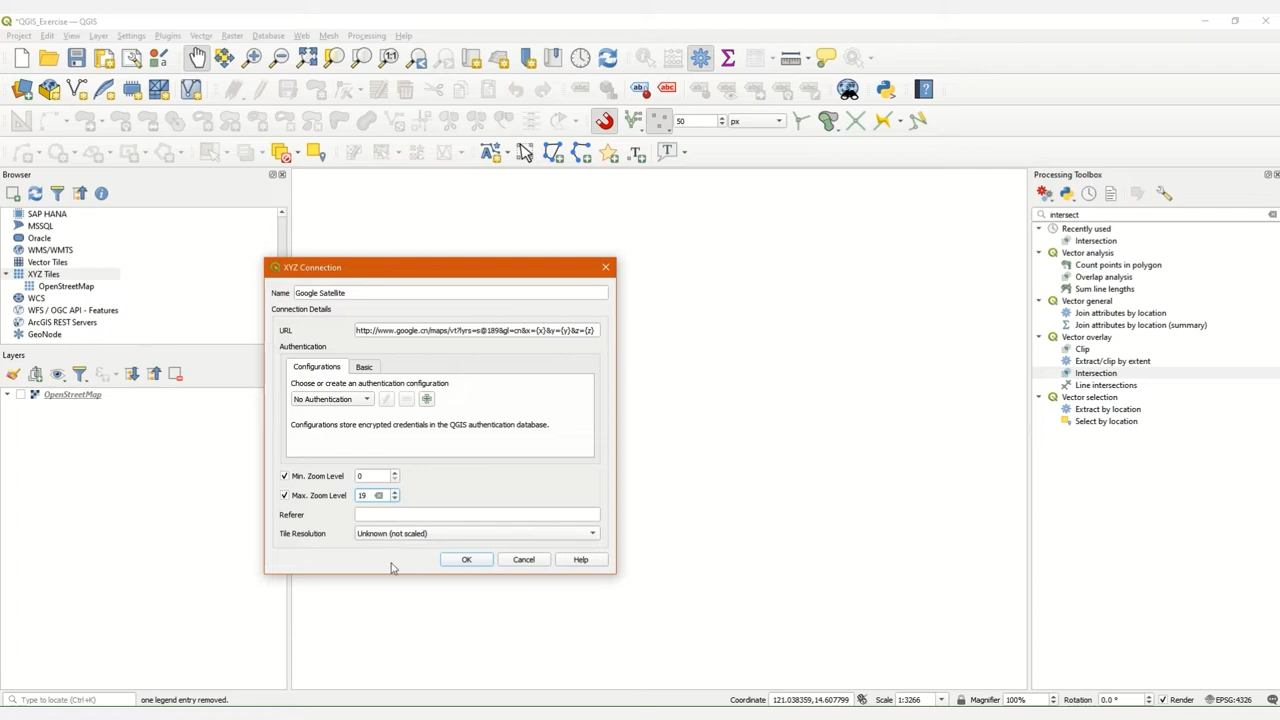 *QGIS_Exercise — QGIS
Project Edit View Layer Settings Plugins Vector Raster Database Web Mesh Processing Help
50 px
Browser
SAP HANA
MSSQL
Oracle
WMS/WMTS
Vector Tiles
XYZ Tiles
OpenStreetMap
WCS
WFS / OGC API - Features
ArcGIS REST Servers
GeoNode
Layers
OpenStreetMap
XYZ Connection
Name Google Satellite
Connection Details
URL http://www.google.cn/maps/vt?lyrs=s@189&gl=cn&x={x}&y={y}&z={z}
Authentication
Configurations Basic
Choose or create an authentication configuration
No Authentication
Configurations store encrypted credentials in the QGIS authentication database.
Min. Zoom Level 0
Max. Zoom Level 19
Referer
Tile Resolution Unknown (not scaled)
OK Cancel Help
Processing Toolbox
intersect
Recently used
Intersection
Vector analysis
Count points in polygon
Overlap analysis
Sum line lengths
Vector general
Join attributes by location
Join attributes by location (summary)
Vector overlay
Clip
Extract/clip by extent
Intersection
Line intersections
Vector selection
Extract by location
Select by location
Type to locate (Ctrl+K) one legend entry removed. Coordinate 121.038359,14.607799 Scale 1:3266 Magnifier 100% Rotation 0.0 ° Render EPSG:4326